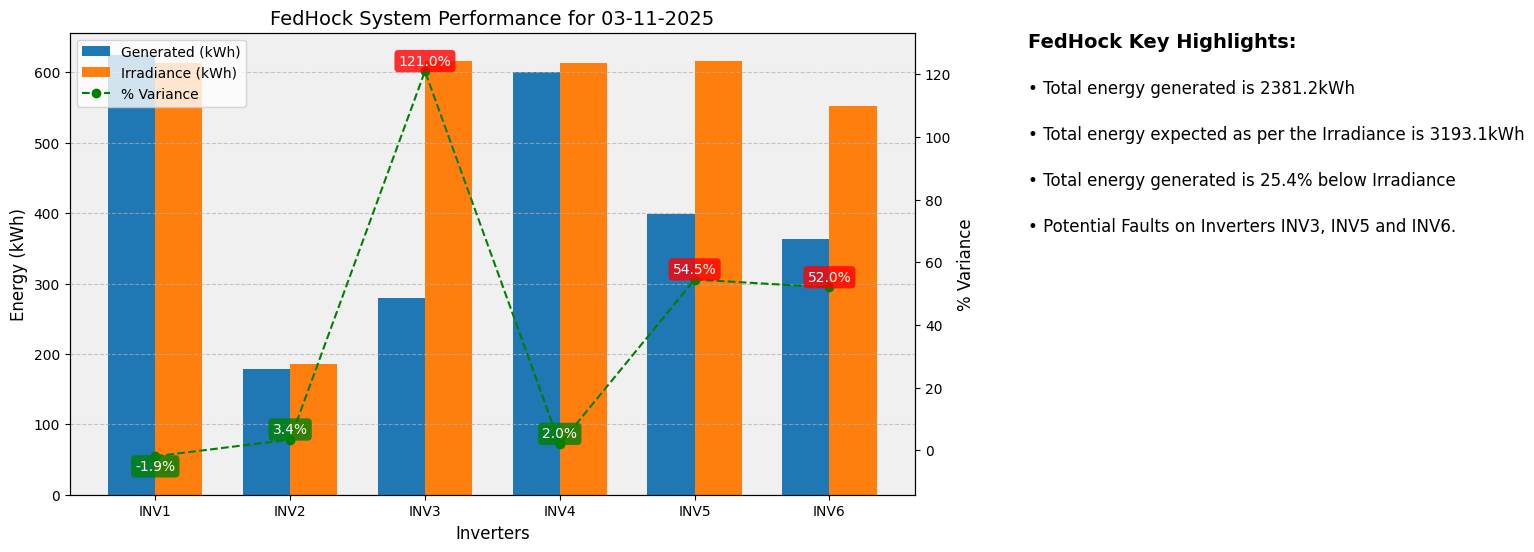 FedHock System Performance for 03-11-2025
Generated (kWh)
Irradiance (kWh)
% Variance
Energy (kWh)
600
500
400
300
200
100
0
120
100
80
60
40
20
0
% Variance
-1.9%
3.4%
121.0%
2.0%
54.5%
52.0%
INV1 INV2 INV3 INV4 INV5 INV6
Inverters
FedHock Key Highlights:
• Total energy generated is 2381.2kWh
• Total energy expected as per the Irradiance is 3193.1kWh
• Total energy generated is 25.4% below Irradiance
• Potential Faults on Inverters INV3, INV5 and INV6.